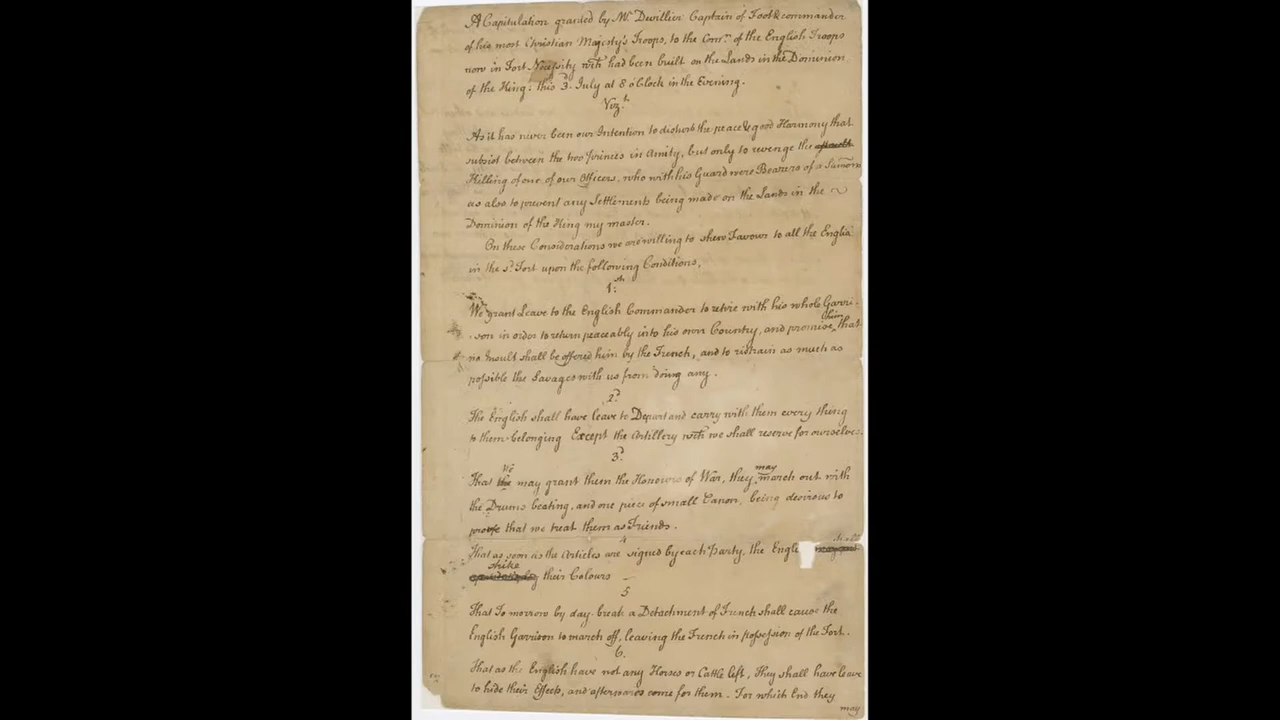 A Capitulation granted by Mr. Devillier Captain of Foot & commander
of his most Christian Majesty's Troops, to the Comr. of the English Troops
now in Fort Necessity wch had been built on the Lands in the Dominion
of the King: this 3d. July at 8 o'Clock in the Evening.
Vizt.
As it has never been our Intention to disturb the peace & good Harmony that
subsist between the two princes in Amity, but only to revenge the assault
Killing of one of our Officers, who with his Guard were Bearers of a Sumons
as also to prevent any Settlements being made on the Lands in the
Dominion of the King my master.
On these Considerations we are willing to shew Favour to all the English
in the sd. Fort upon the following Conditions,
1st:
We grant Leave to the English Commander to retire with his whole Garri-
him
-son in order to return peaceably into his own Country, and promise that
no Insult shall be offered him by the French, and to restrain as much as
possible the Savages with us from doing any.
2d.
The English shall have leave to Depart and carry with them every thing
to them belonging Except the Artillery wch we shall reserve for ourselves.
3d.
We may
That the may grant them the Honours of War, they march out with
the Drums beating, and one piece of small Canon, being desirous to
prove that we treat them as Friends.
4 shall
That as soon as the Articles are signed by each Party, the Engli
strike
their Colours
5
That To morrow by day-break a Detachment of French shall cause the
English Garrison to march off, leaving the French in possession of the Fort.
6.
That as the English have not any Horses or Cattle left, They shall have leave
to hide their Effects, and afterwards come for them. For which End they
may